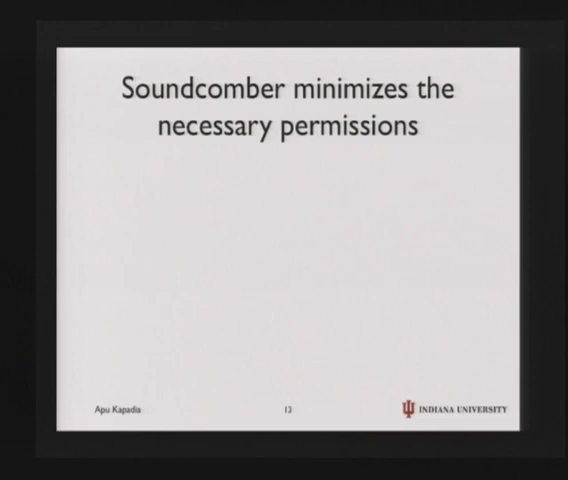 Soundcomber minimizes the
necessary permissions
Apu Kapadia
13
INDIANA UNIVERSITY